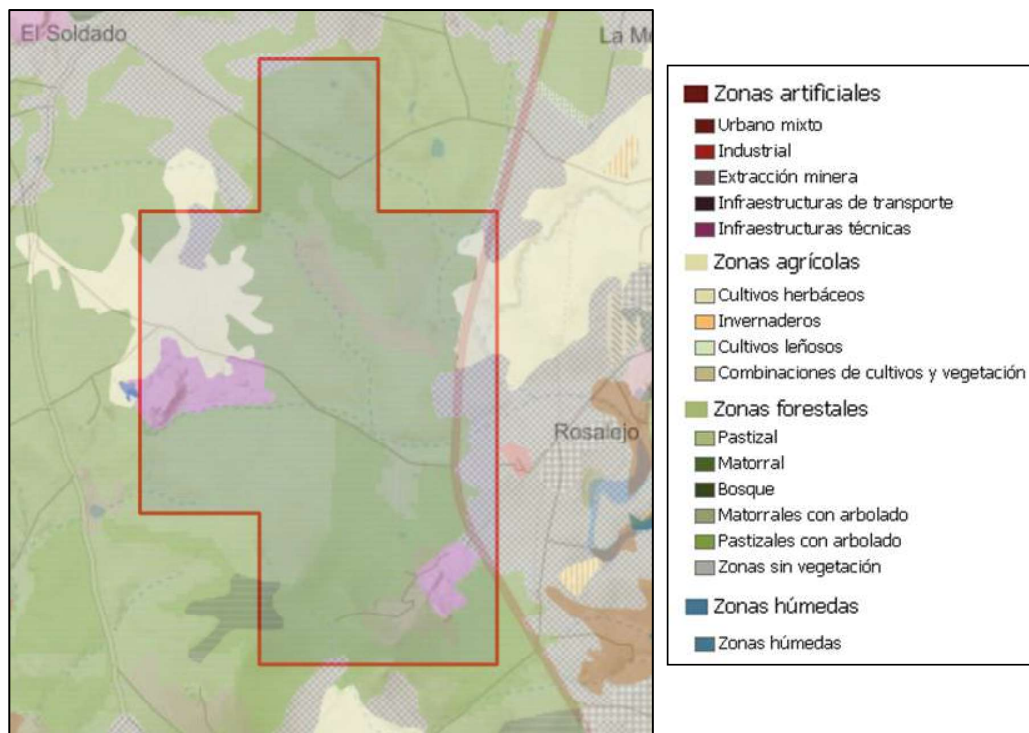 El Soldado
La M
Rosalejo
Zonas artificiales
Urbano mixto
Industrial
Extracción minera
Infraestructuras de transporte
Infraestructuras técnicas
Zonas agrícolas
Cultivos herbáceos
Invernaderos
Cultivos leñosos
Combinaciones de cultivos y vegetación
Zonas forestales
Pastizal
Matorral
Bosque
Matorrales con arbolado
Pastizales con arbolado
Zonas sin vegetación
Zonas húmedas
Zonas húmedas